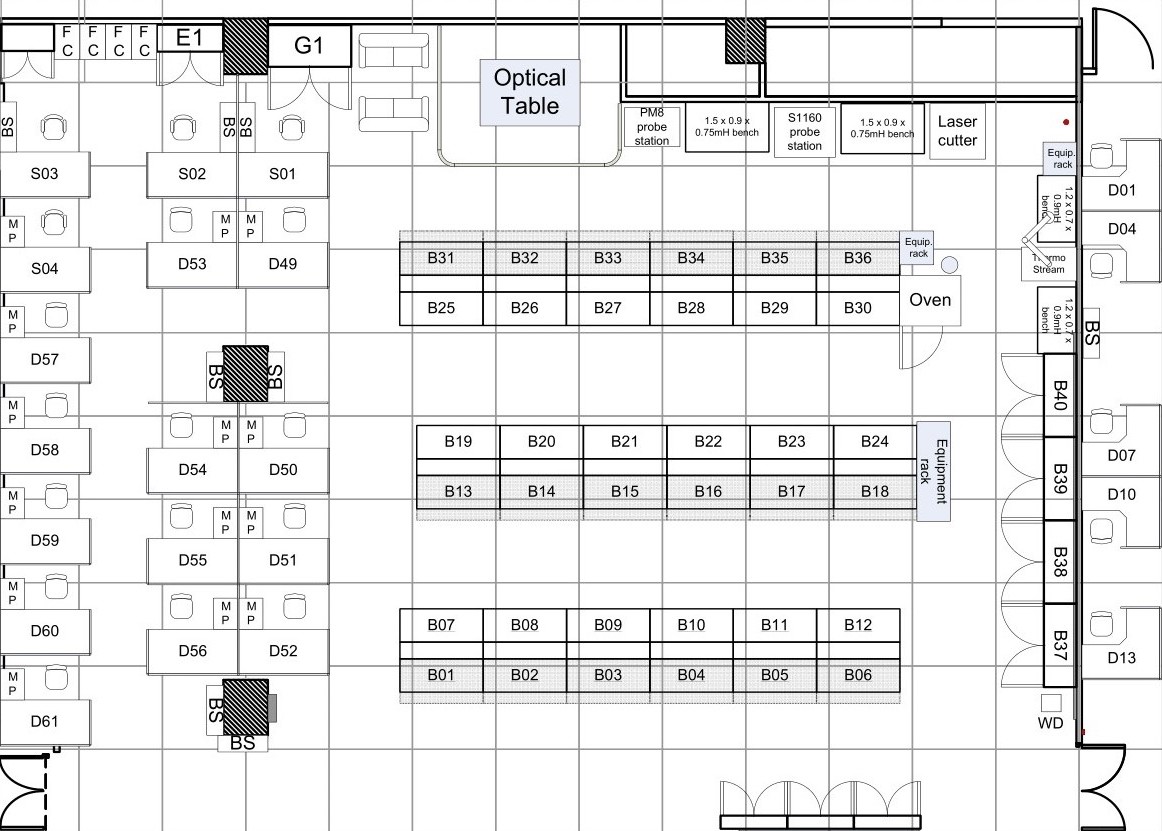 F C
F C
F C
F C
E1
G1
Optical
Table
PM8
probe
station
1.5 x 0.9 x
0.75mH bench
S1160
probe
station
1.5 x 0.9 x
0.75mH bench
Laser
cutter
BS
BS
BS
Equip.
rack
S03
S02
S01
D01
1.2 x 0.7 x
0.9mH
bench
M P
M P
M P
D04
S04
D53
D49
B31 B32 B33 B34 B35 B36
Equip.
rack
Thermo
Stream
B25 B26 B27 B28 B29 B30
Oven
1.2 x 0.7 x
0.9mH
bench
BS
M P
D57
BS
BS
B40
M P
D58
M P
M P
D54
D50
B19 B20 B21 B22 B23 B24
Equipment
rack
B13 B14 B15 B16 B17 B18
B39
D07
D10
M P
D59
M P
M P
D55
D51
B38
M P
D60
M P
M P
D56
D52
B07 B08 B09 B10 B11 B12
B01 B02 B03 B04 B05 B06
B37
D13
M P
D61
BS
BS
WD